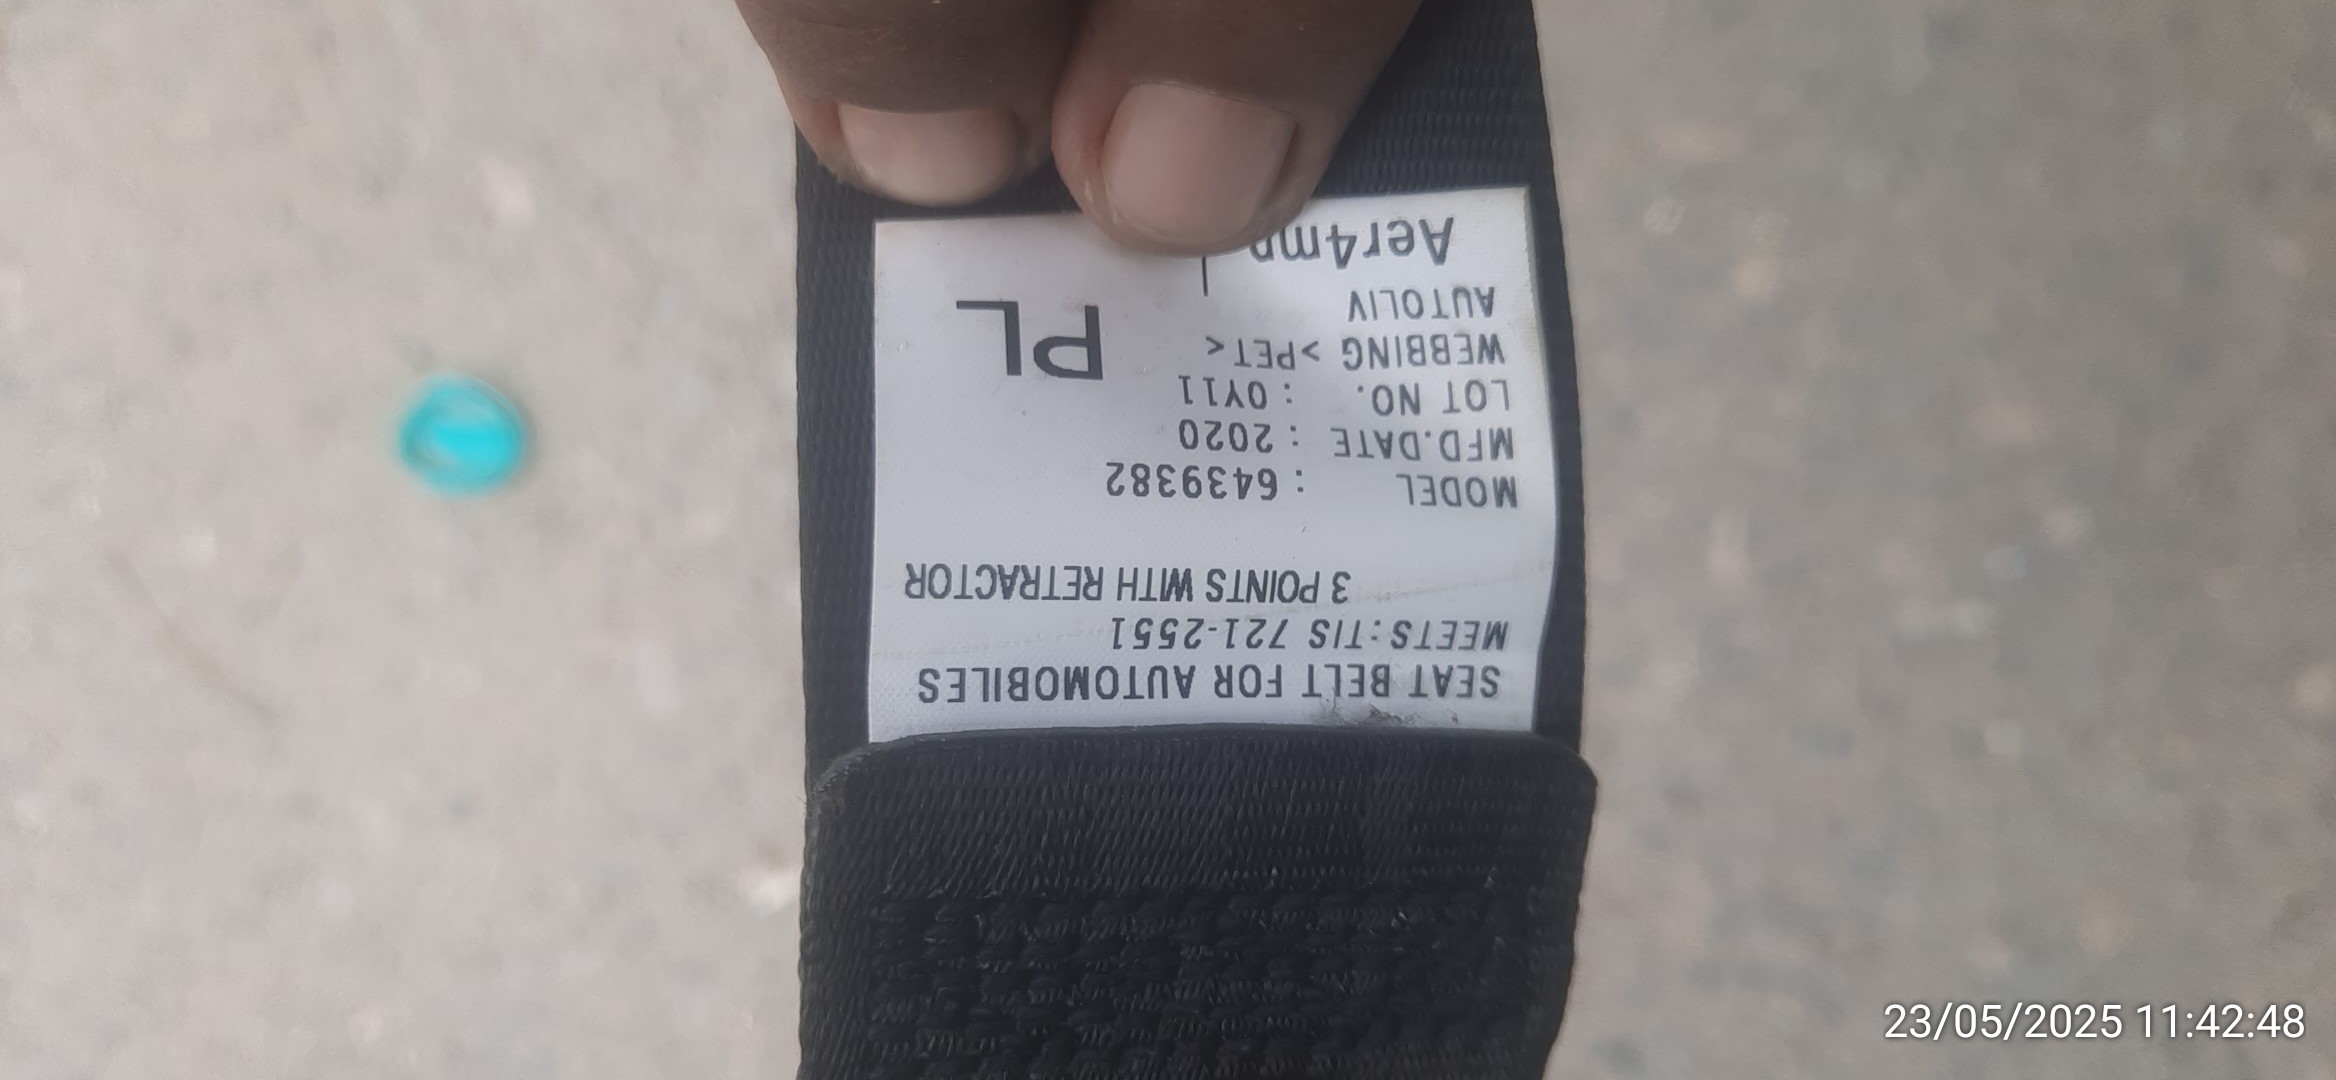 SEAT BELT FOR AUTOMOBILES
MEETS:TIS 721-2551
3 POINTS WITH RETRACTOR
MODEL : 6439382
MFD.DATE : 2020
LOT NO. : 0Y11
WEBBING >PET<
AUTOLIV
PL
23/05/2025 11:42:48